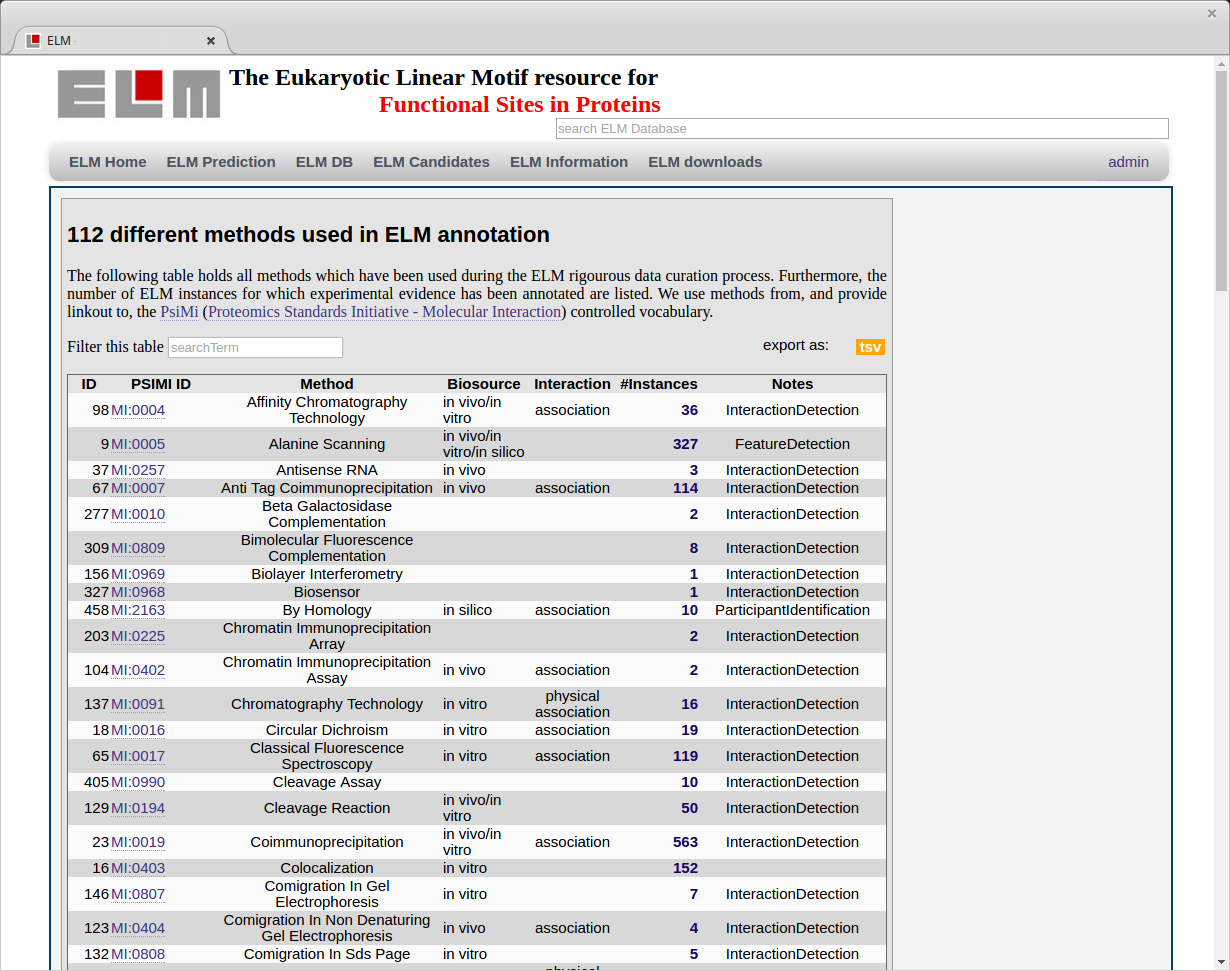 ELM
ELM The Eukaryotic Linear Motif resource for
Functional Sites in Proteins
search ELM Database
ELM Home ELM Prediction ELM DB ELM Candidates ELM Information ELM downloads admin
112 different methods used in ELM annotation
The following table holds all methods which have been used during the ELM rigourous data curation process. Furthermore, the
number of ELM instances for which experimental evidence has been annotated are listed. We use methods from, and provide
linkout to, the PsiMi (Proteomics Standards Initiative - Molecular Interaction) controlled vocabulary.
Filter this table searchTerm export as: tsv
ID PSIMI ID Method Biosource Interaction #Instances Notes
98 MI:0004 Affinity Chromatography Technology in vivo/in vitro association 36 InteractionDetection
9 MI:0005 Alanine Scanning in vivo/in vitro/in silico 327 FeatureDetection
37 MI:0257 Antisense RNA in vivo 3 InteractionDetection
67 MI:0007 Anti Tag Coimmunoprecipitation in vivo association 114 InteractionDetection
277 MI:0010 Beta Galactosidase Complementation 2 InteractionDetection
309 MI:0809 Bimolecular Fluorescence Complementation 8 InteractionDetection
156 MI:0969 Biolayer Interferometry 1 InteractionDetection
327 MI:0968 Biosensor 1 InteractionDetection
458 MI:2163 By Homology in silico association 10 ParticipantIdentification
203 MI:0225 Chromatin Immunoprecipitation Array 2 InteractionDetection
104 MI:0402 Chromatin Immunoprecipitation Assay in vivo association 2 InteractionDetection
137 MI:0091 Chromatography Technology in vitro physical association 16 InteractionDetection
18 MI:0016 Circular Dichroism in vitro association 19 InteractionDetection
65 MI:0017 Classical Fluorescence Spectroscopy in vitro association 119 InteractionDetection
405 MI:0990 Cleavage Assay 10 InteractionDetection
129 MI:0194 Cleavage Reaction in vivo/in vitro 50 InteractionDetection
23 MI:0019 Coimmunoprecipitation in vivo/in vitro association 563 InteractionDetection
16 MI:0403 Colocalization in vitro 152
146 MI:0807 Comigration In Gel Electrophoresis in vitro 7 InteractionDetection
123 MI:0404 Comigration In Non Denaturing Gel Electrophoresis in vivo association 4 InteractionDetection
132 MI:0808 Comigration In Sds Page in vitro 5 InteractionDetection